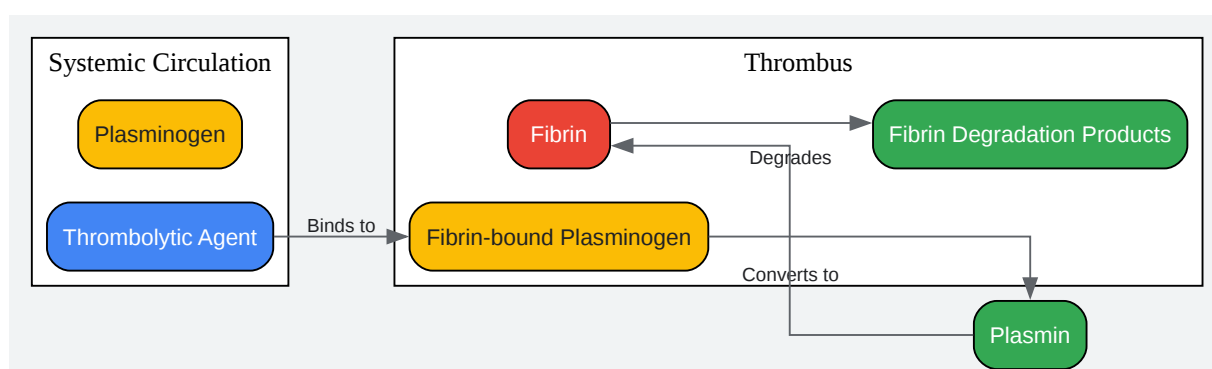 Systemic Circulation
Thrombus
Plasminogen
Fibrin
Fibrin Degradation Products
Degrades
Thrombolytic Agent
Binds to
Fibrin-bound Plasminogen
Converts to
Plasmin